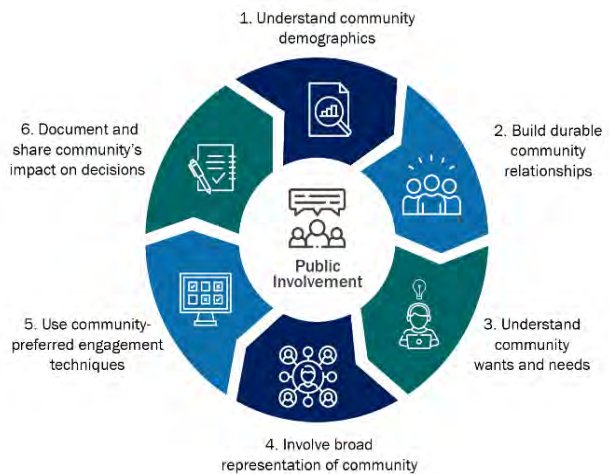 1. Understand community
demographics
2. Build durable
community
relationships
3. Understand
community
wants and needs
4. Involve broad
representation of community
5. Use community-
preferred engagement
techniques
6. Document and
share community's
impact on decisions
Public
Involvement